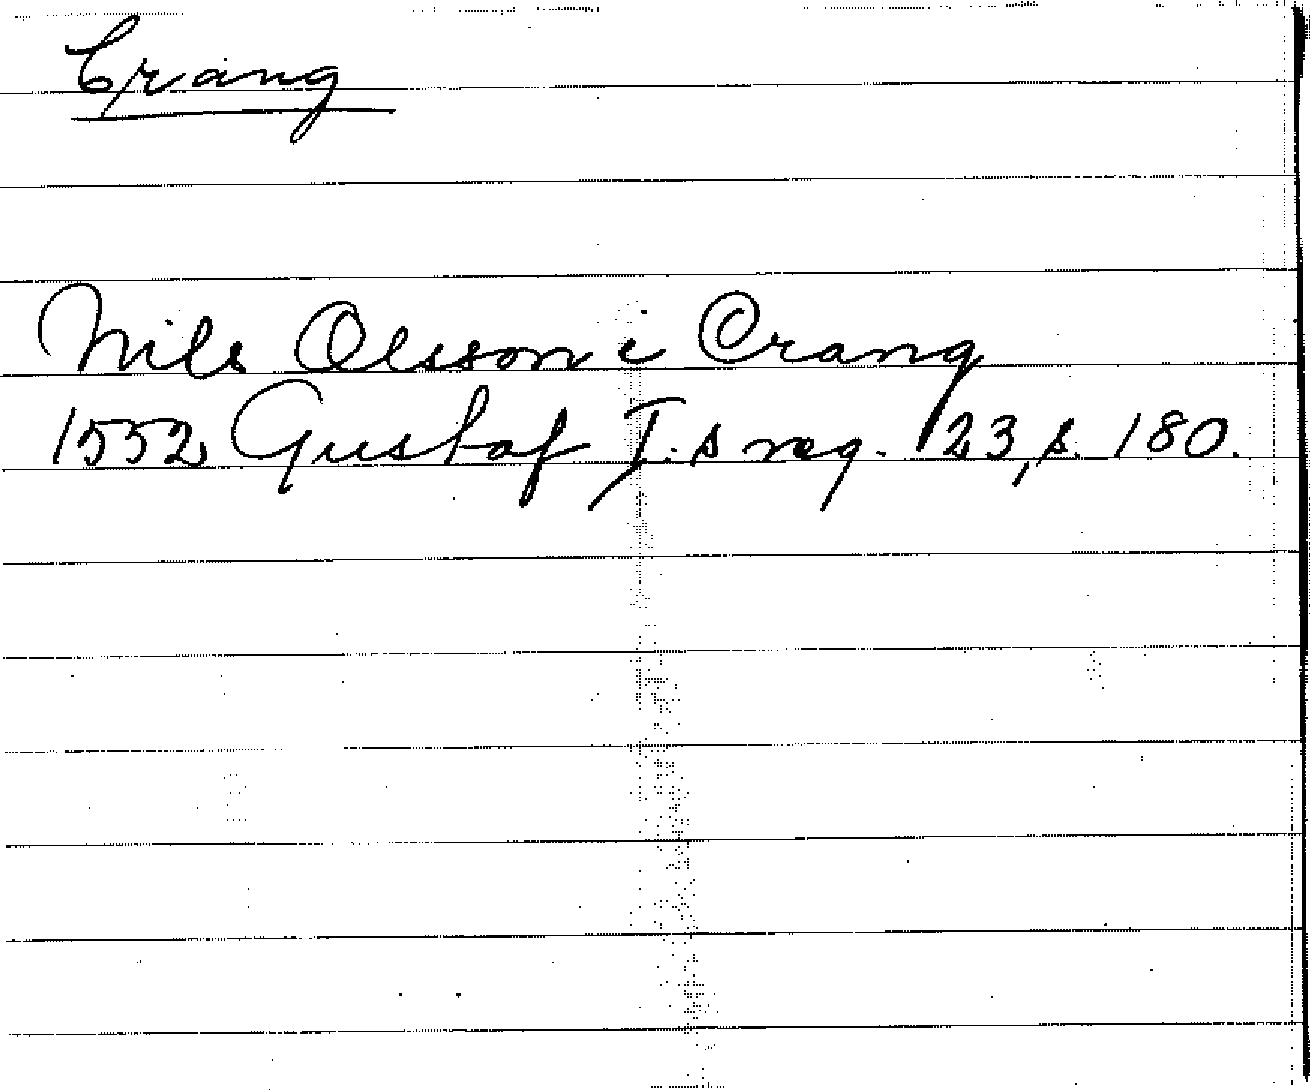 Crang
Nils Olsson i Crang
1552 Gustaf I.s reg. 23, s. 180.